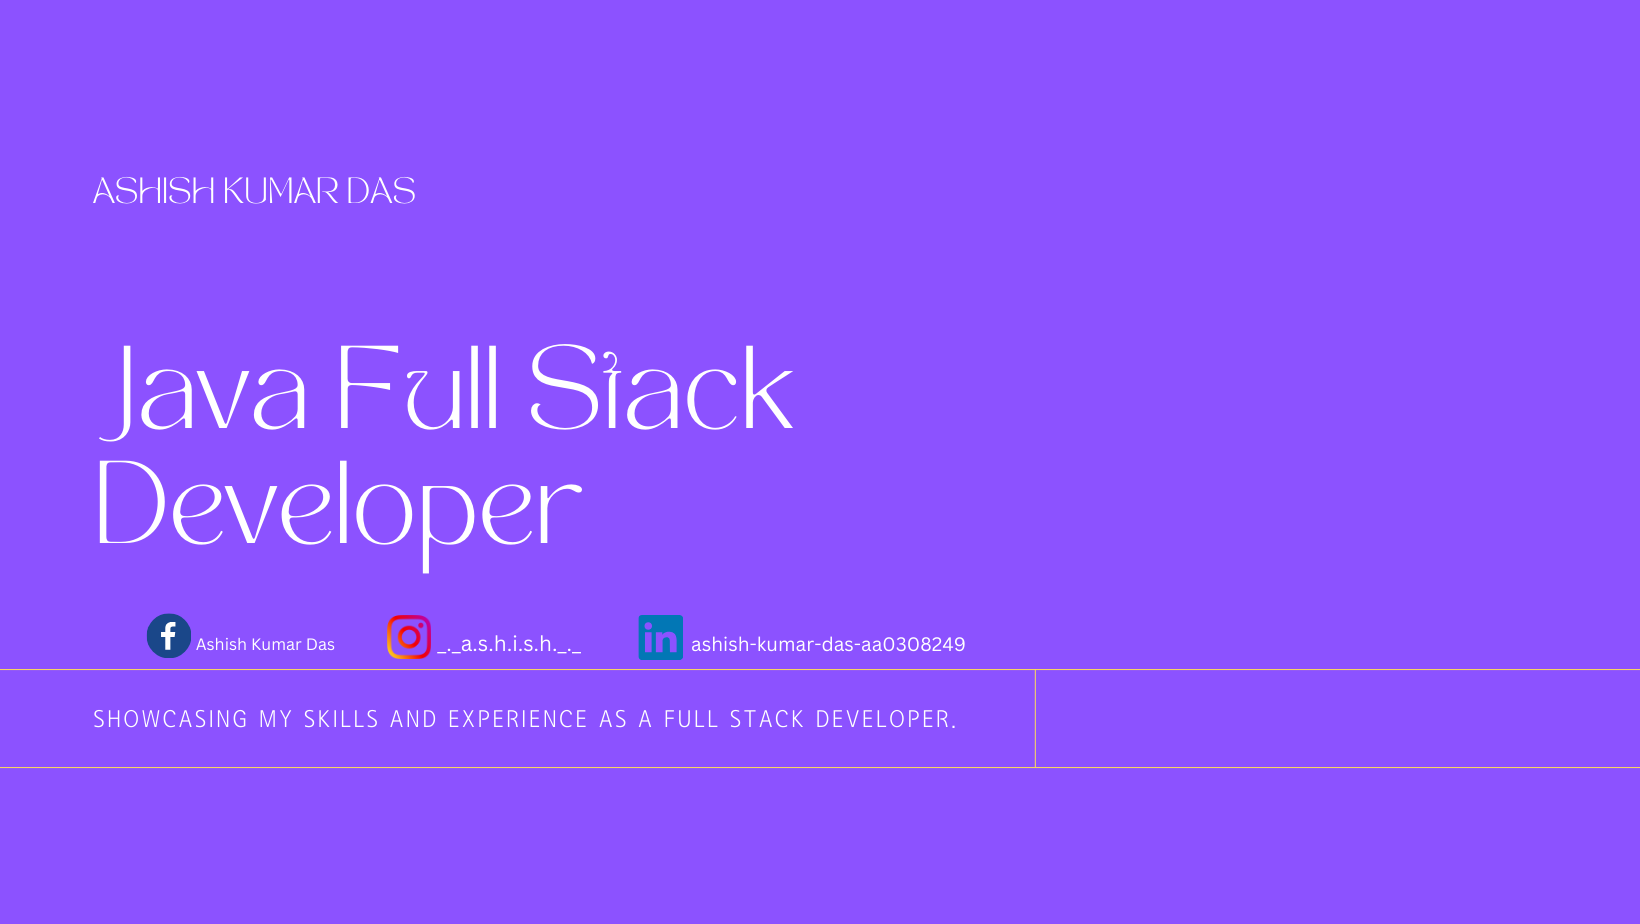 ASHISH KUMAR DAS
Java Full Stack
Developer
Ashish Kumar Das
_._a.s.h.i.s.h._._
ashish-kumar-das-aa0308249
SHOWCASING MY SKILLS AND EXPERIENCE AS A FULL STACK DEVELOPER.